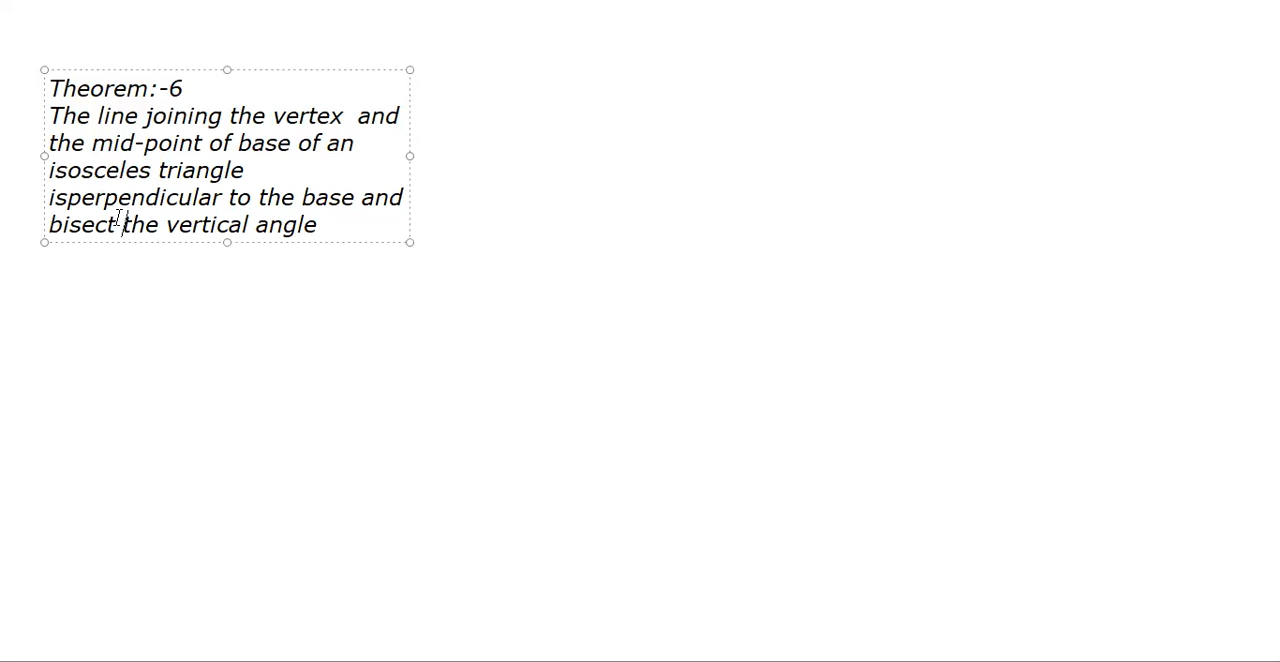 Theorem:-6
The line joining the vertex  and
the mid-point of base of an
isosceles triangle
isperpendicular to the base and
bisect the vertical angle